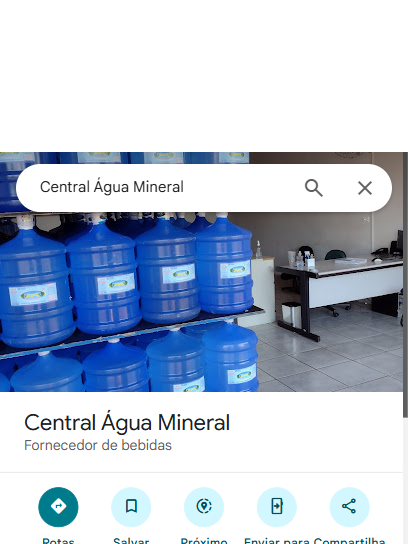 Central Água Mineral
Central Água Mineral
Fornecedor de bebidas
Rotas
Salvar
Próximo
Enviar para
Compartilha